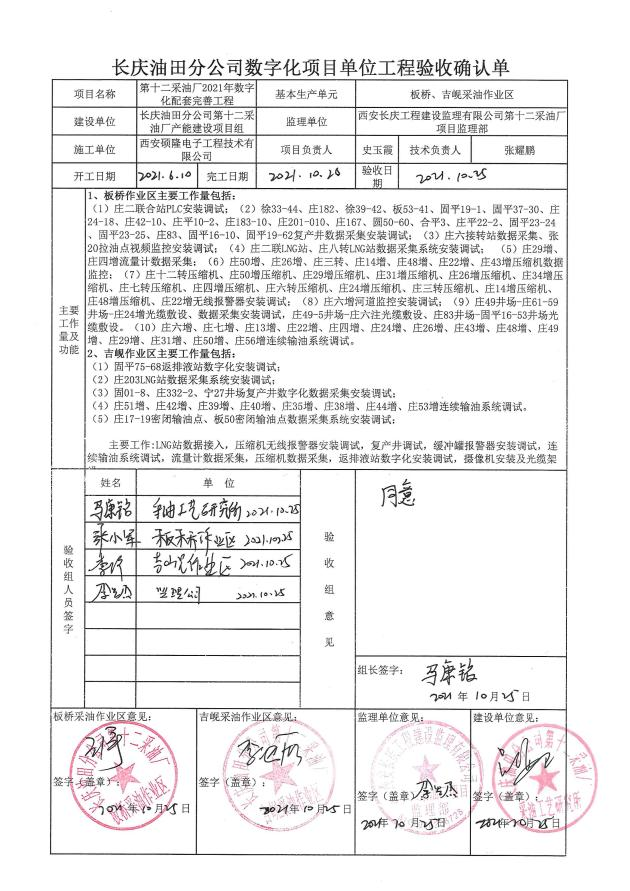 长庆油田分公司数字化项目单位工程验收确认单
项目名称 第十二采油厂2021年数字化配套完善工程 基本生产单元 板桥、吉岘采油作业区
建设单位 长庆油田分公司第十二采油厂产能建设项目组 监理单位 西安长庆工程建设监理有限公司第十二采油厂项目监理部
施工单位 西安硕隆电子工程技术有限公司 项目负责人 史玉霞 技术负责人 张耀鹏
开工日期 2021.6.10 完工日期 2021.10.20 验收日期 2021.10.25
主要工作量及功能
1、板桥作业区主要工作量包括:
(1)庄二联合站PLC安装调试;(2)徐33-44、庄182、徐39-42、板53-41、固平19-1、固平37-30、庄
24-18、庄42-10、庄平10-2、庄183-10、庄201-010、庄167、圆50-60、合平3、庄平22-2、固平23-24
、固平23-25、庄83、固平16-10、固平19-62复产井数据采集安装调试;(3)庄六接转站数据采集、张
20拉油点视频监控安装调试;(4)庄二联LNG站、庄八转LNG站数据采集系统安装调试;(5)庄29增、
庄四增流量计数据采集;(6)庄50增、庄26增、庄三转、庄14增、庄48增、庄22增、庄43增压缩机数据
监控;(7)庄十二转压缩机、庄50增压缩机、庄29增压缩机、庄31增压缩机、庄26增压缩机、庄34增压
缩机、庄七转压缩机、庄四增压缩机、庄六转压缩机、庄24增压缩机、庄三转压缩机、庄14增压缩机、
庄48增压缩机、庄22增无线报警器安装调试;(8)庄六增河道监控安装调试;(9)庄49井场-庄61-59
井场-庄24增光缆敷设、数据采集安装调试,庄49-5井场-庄六注光缆敷设、庄83井场-固平16-53井场光
缆敷设。(10)庄六增、庄七增、庄13增、庄22增、庄四增、庄24增、庄26增、庄43增、庄48增、庄49
增、庄29增、庄31增、庄50增、庄56增连续输油系统调试。
2、吉岘作业区主要工作量包括:
(1)固平75-68返排液站数字化安装调试;
(2)庄203LNG站数据采集系统安装调试;
(3)固01-8、庄332-2、宁27井场复产井数字化数据采集安装调试;
(4)庄51增、庄42增、庄39增、庄40增、庄35增、庄38增、庄44增、庄53增连续输油系统调试。
(5)庄17-19密闭输油点、板50密闭输油点数据采集安装调试;
主要工作:LNG站数据接入,压缩机无线报警器安装调试,复产井调试,缓冲罐报警器安装调试,连
续输油系统调试,流量计数据采集,压缩机数据采集,返排液站数字化安装调试,摄像机安装及光缆架
验收组人员签字
姓名 单 位
马康铭 采油工艺研究所 2021.10.25
张小军 板桥作业区 2021.10.25
吉岘作业区 2021.10.25
监理公司 2021.10.25
验收组意见
同意
组长签字: 马康铭
2021年10月25日
板桥采油作业区意见: 吉岘采油作业区意见: 监理单位意见: 建设单位意见:
签字(盖章): 签字(盖章): 签字(盖章): 签字(盖章):
2021年10月25日 2021年10月25日 2021年10月25日 2021年10月25日